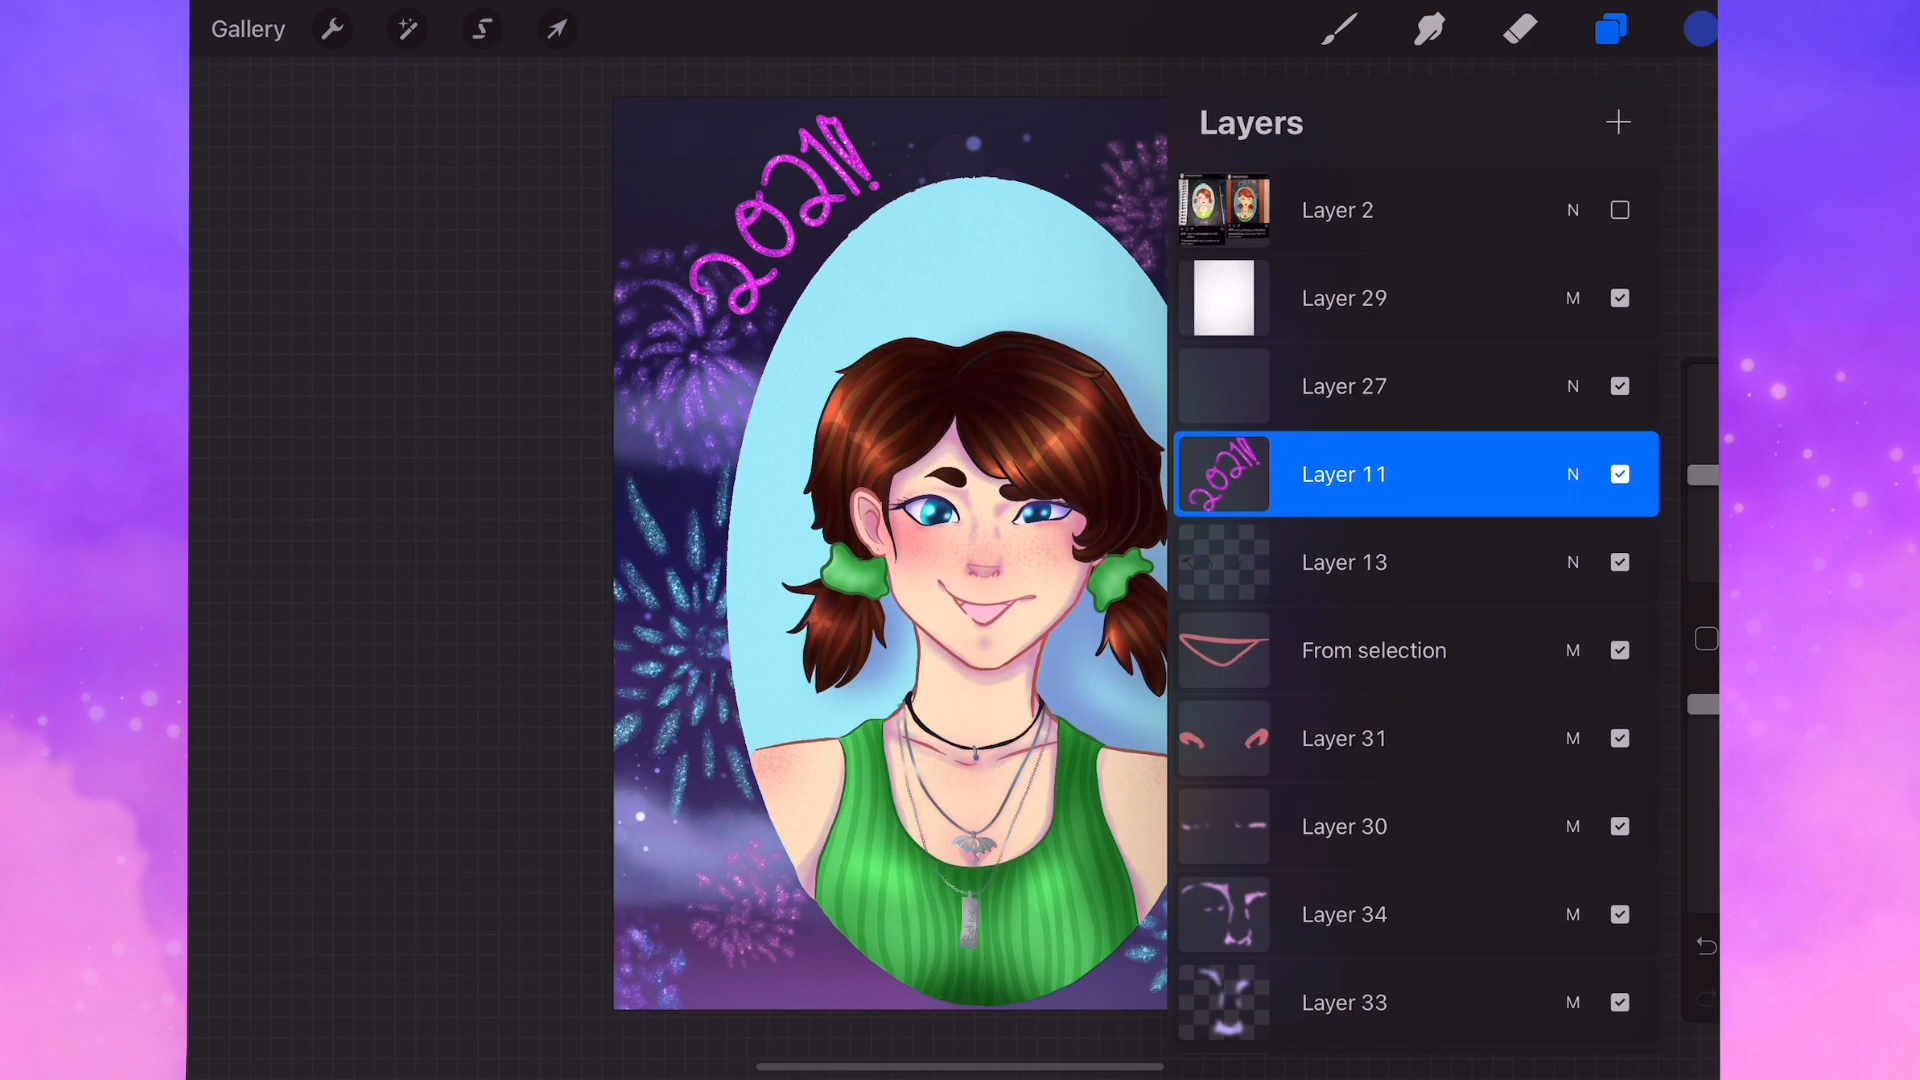 Gallery
Layers
2021!!
Layer 2 N
Layer 29 M
Layer 27 N
2021!! Layer 11 N
Layer 13 N
From selection M
Layer 31 M
Layer 30 M
Layer 34 M
Layer 33 M